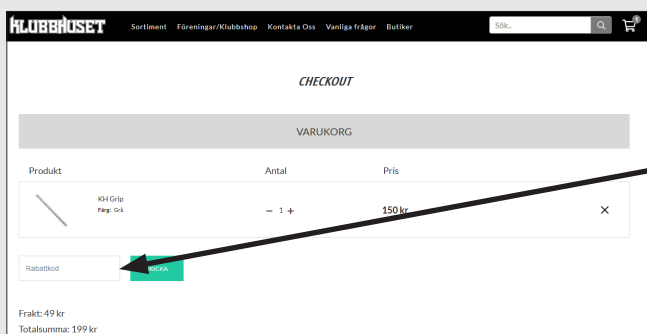 KLUBBHUSET Sortiment Föreningar/Klubbshop Kontakta Oss Vanliga frågor Butiker Sök.. 1
CHECKOUT
VARUKORG
Produkt Antal Pris
KH Grip
Färg: Grå
– 1 + 150 kr ×
Rabattkod
Frakt: 49 kr
Totalsumma: 199 kr